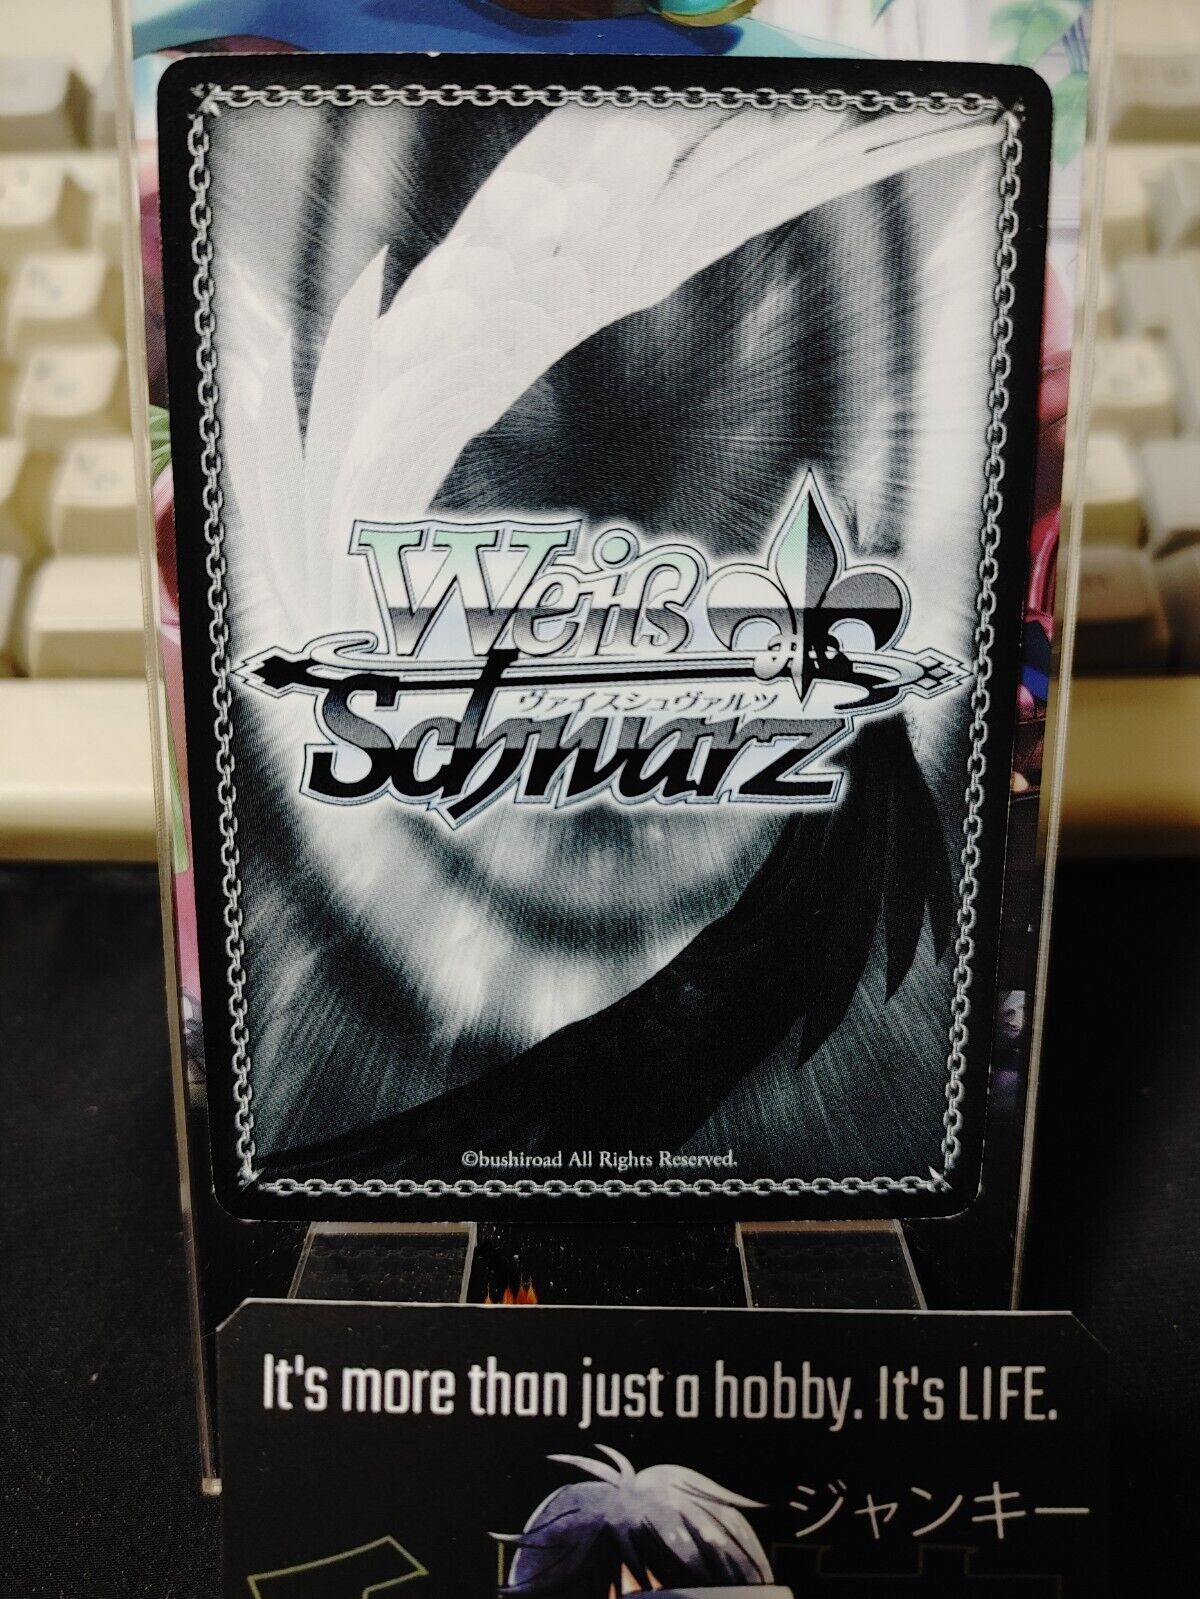 Weiß
ヴァイスシュヴァルツ
Schwarz
©bushiroad All Rights Reserved.
It's more than just a hobby. It's LIFE.
ジャンキー